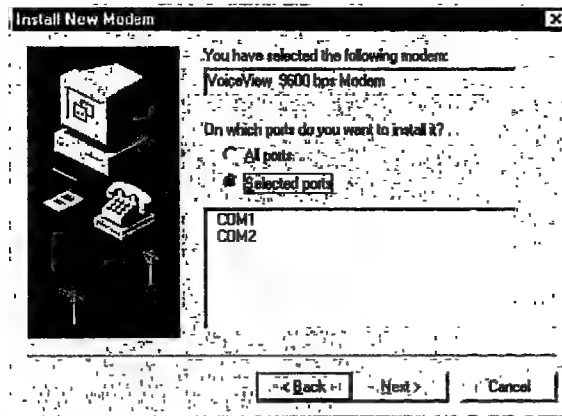 Install New Modem
You have selected the following modem:
VoiceView 9600 bps Modem
On which ports do you want to install it?
All ports
Selected ports
COM1
COM2
< Back
Next >
Cancel